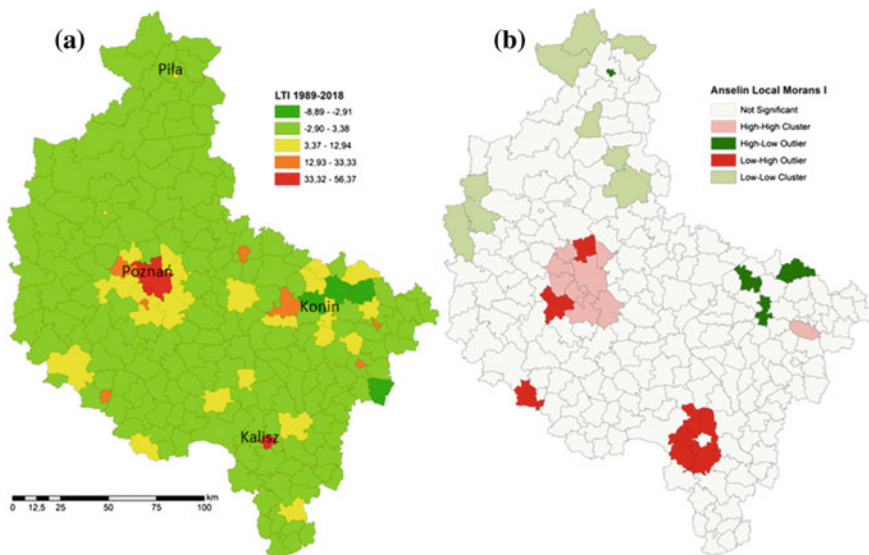 (a)
Piła
LTI 1989-2018
-8,89 - -2,91
-2,90 - 3,38
3,37 - 12,94
12,93 - 33,33
33,32 - 56,37
Poznań
Konin
Kalisz
km
0 12,5 25 50 75 100
(b)
Anselin Local Morans I
Not Significant
High-High Cluster
High-Low Outlier
Low-High Outlier
Low-Low Cluster